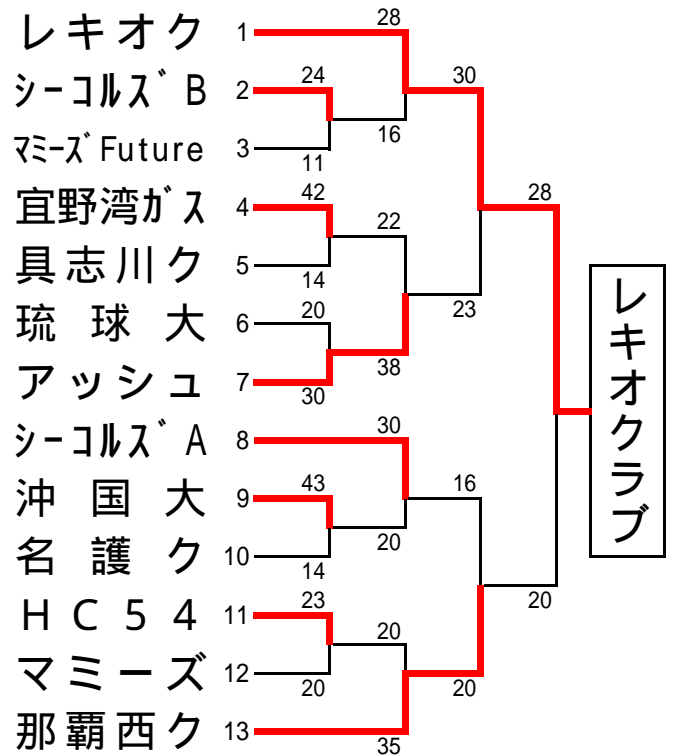 レキオク 1
シーコルズB 2
マミーズFuture 3
宜野湾ガス 4
具志川ク 5
琉球大 6
アッシュ 7
シーコルズA 8
沖国大 9
名護ク 10
HC54 11
マミーズ 12
那覇西ク 13
28
24
16
11
30
42
22
14
20
38
30
23
28
30
43
20
14
16
23
20
20
35
20
20
レキオクラブ